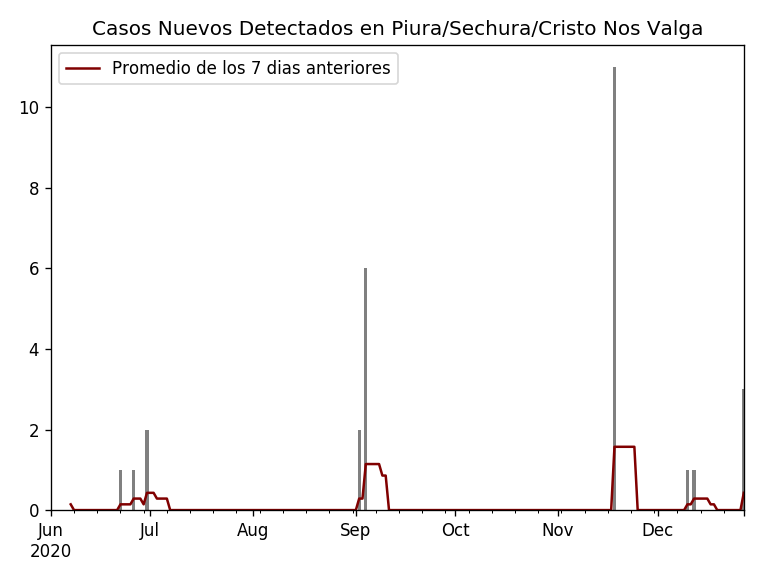 Casos Nuevos Detectados en Piura/Sechura/Cristo Nos Valga
Promedio de los 7 dias anteriores
10
8
6
4
2
0
Jun Jul Aug Sep Oct Nov Dec
2020